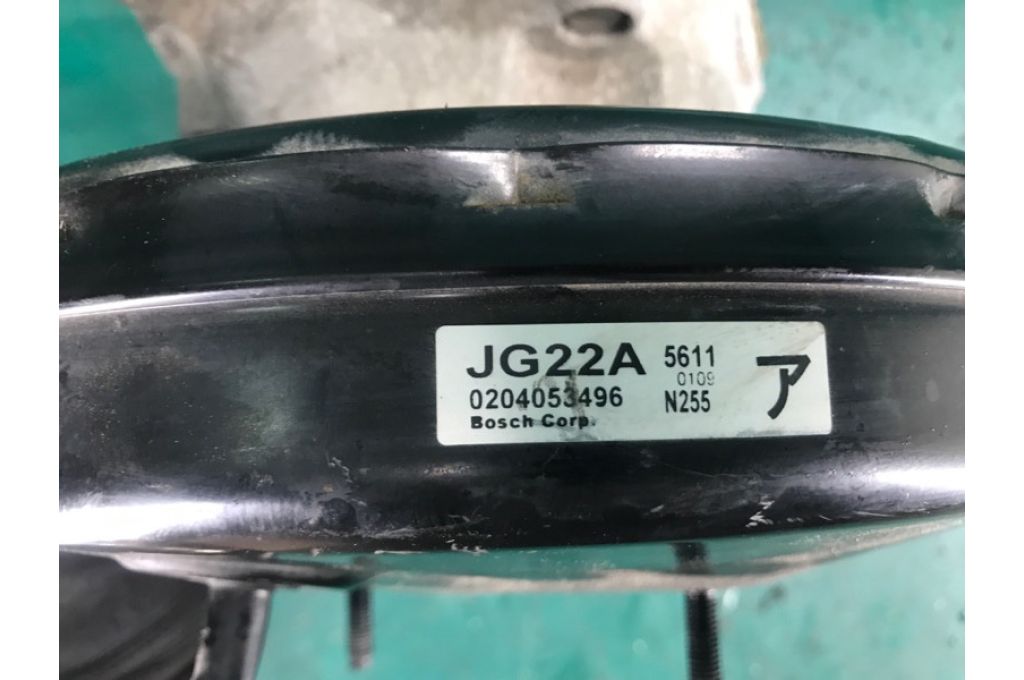 JG22A 5611
0109
0204053496 N255
Bosch Corp.
ア